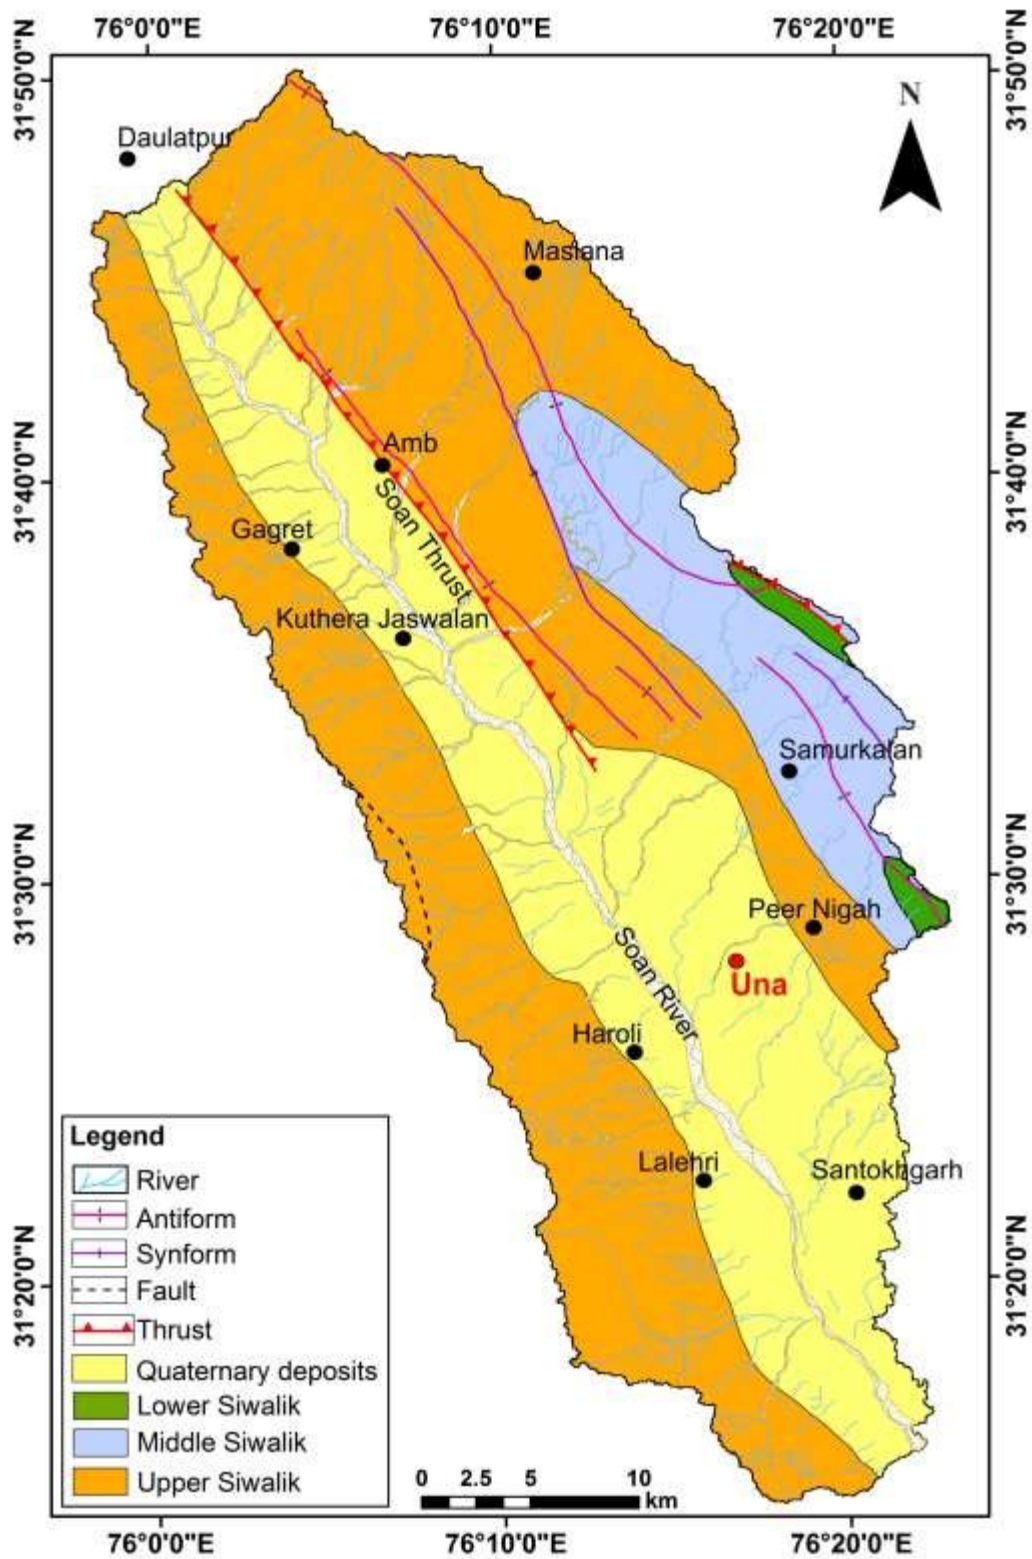 76°0'0"E 76°10'0"E 76°20'0"E
31°50'0"N
31°50'0"N
N
Daulatpur
Maslana
Amb
31°40'0"N
31°40'0"N
Soan Thrust
Gagret
Kuthera Jaswalan
Samurkalan
31°30'0"N
31°30'0"N
Peer Nigah
Soan River
Una
Haroli
Lalehri
Santokhgarh
31°20'0"N
31°20'0"N
Legend
River
Antiform
Synform
Fault
Thrust
Quaternary deposits
Lower Siwalik
Middle Siwalik
Upper Siwalik
0 2.5 5 10
km
76°0'0"E 76°10'0"E 76°20'0"E